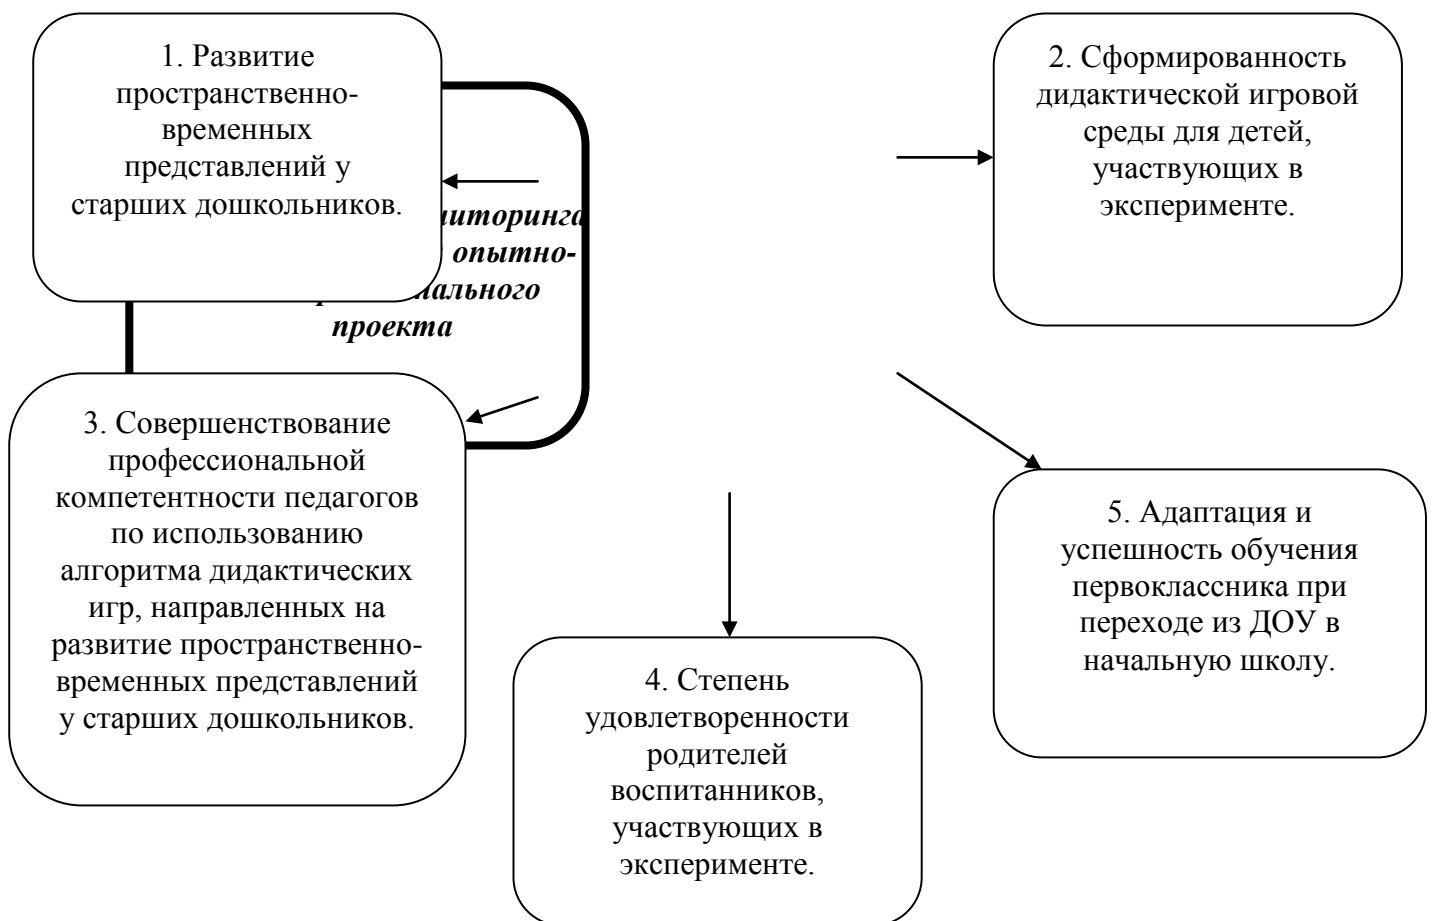 1. Развитие
пространственно-
временных
представлений у
старших дошкольников.
2. Сформированность
дидактической игровой
среды для детей,
участвующих в
эксперименте.
опытно-
проекта
3. Совершенствование
профессиональной
компетентности педагогов
по использованию
алгоритма дидактических
игр, направленных на
развитие пространственно-
временных представлений
у старших дошкольников.
4. Степень
удовлетворенности
родителей
воспитанников,
участвующих в
эксперименте.
5. Адаптация и
успешность обучения
первоклассника при
переходе из ДОУ в
начальную школу.